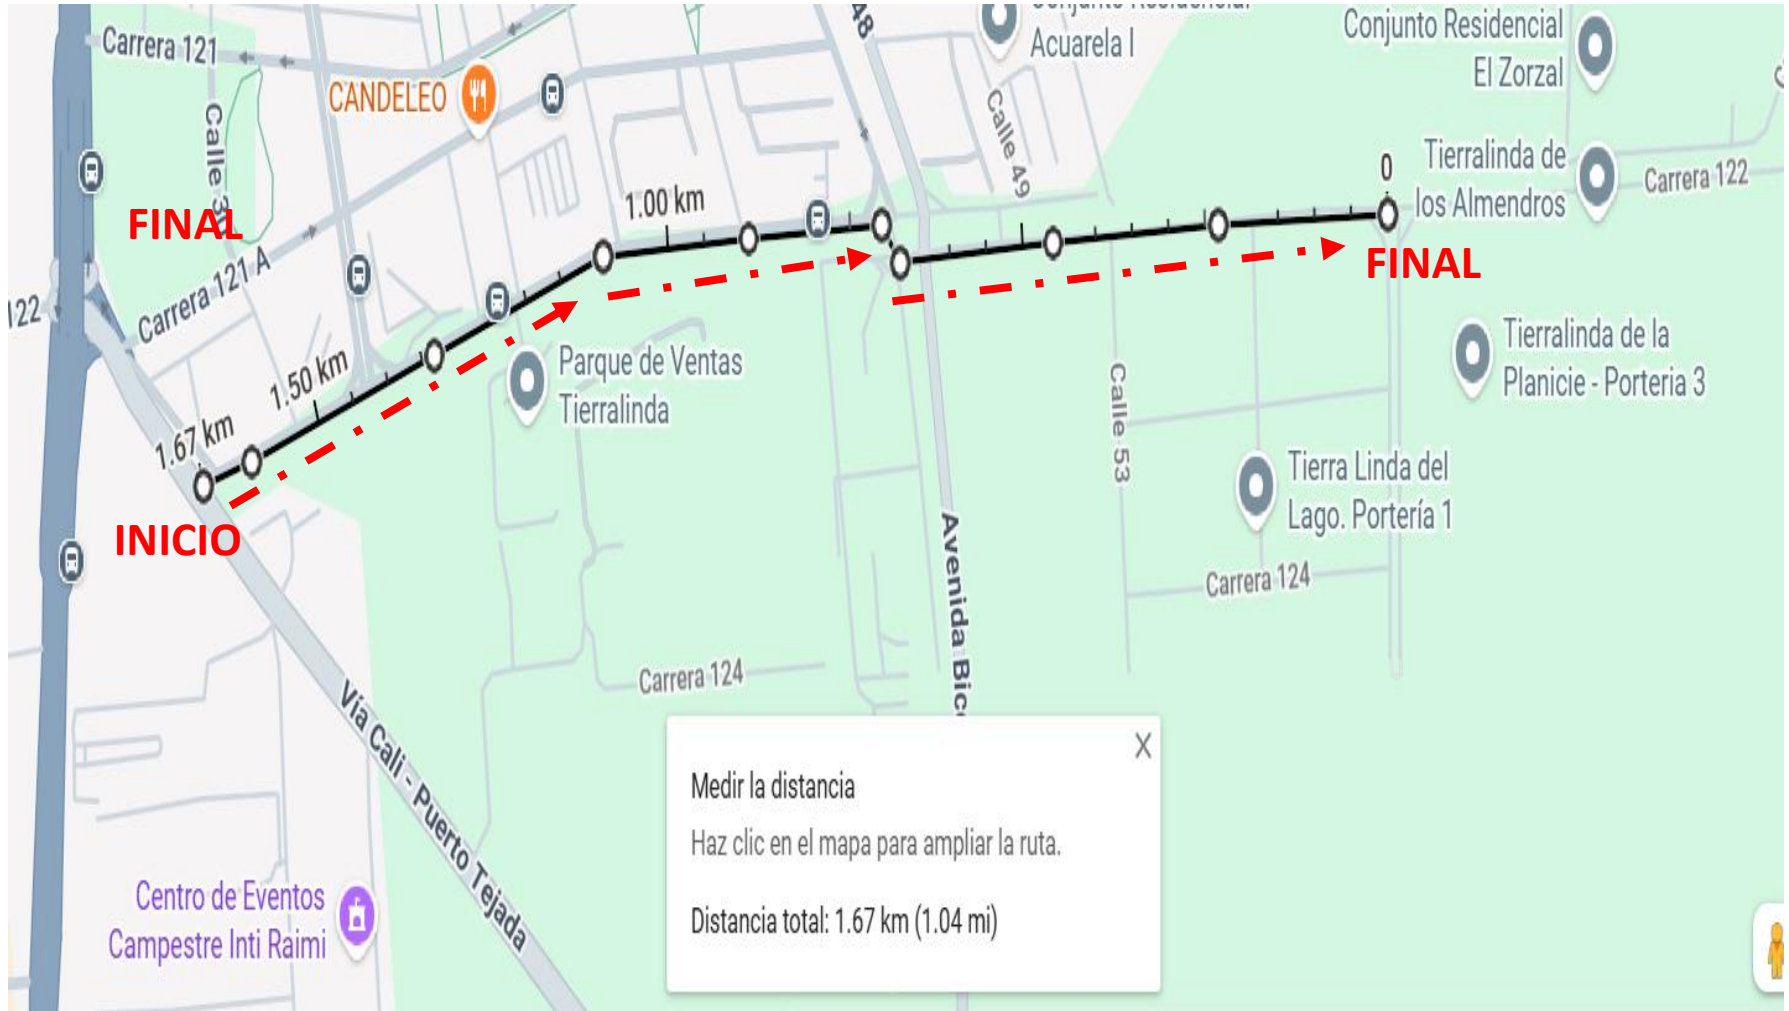 Conjunto Residencial
Acuarela I
Conjunto Residencial
El Zorzal
Carrera 121
48
CANDELEO
Calle 49
Calle
Tierralinda de
los Almendros
0
Carrera 122
1.00 km
FINAL
FINAL
Carrera 121 A
122
Parque de Ventas
Tierralinda
Tierralinda de la
Planicie - Porteria 3
1.50 km
Calle 53
1.67 km
Tierra Linda del
Lago. Portería 1
INICIO
Avenida Bico
Carrera 124
Carrera 124
Vía Cali - Puerto Tejada
X
Medir la distancia
Haz clic en el mapa para ampliar la ruta.
Distancia total: 1.67 km (1.04 mi)
Centro de Eventos
Campestre Inti Raimi